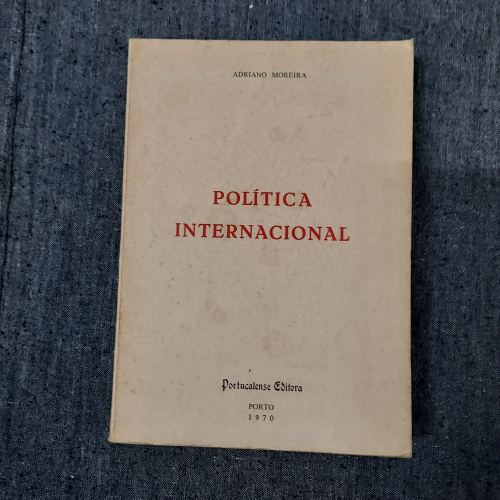 ADRIANO MOREIRA
POLÍTICA
INTERNACIONAL
Portucalense Editora
PORTO
1970